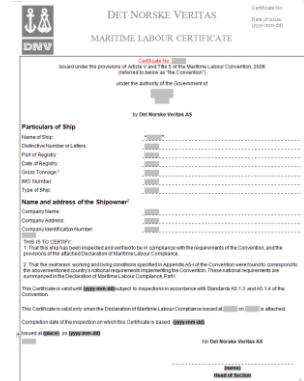 DET NORSKE VERITAS
Certificate No:
Date of issue:
(yyyy-mm-dd)
MARITIME LABOUR CERTIFICATE
DNV
Certificate No.
Issued under the provisions of Article V and Title 5 of the Maritime Labour Convention, 2006
(referred to below as "the Convention")
under the authority of the Government of
by Det Norske Veritas AS
Particulars of Ship
Name of Ship:
Distinctive Number or Letters:
Port of Registry:
Date of Registry:
Gross Tonnage:¹
IMO Number:
Type of Ship:
Name and address of the Shipowner²
Company Name:
Company Address:
Company Identification Number:
THIS IS TO CERTIFY:
1. That this ship has been inspected and verified to be in compliance with the requirements of the Convention, and the
provisions of the attached Declaration of Maritime Labour Compliance.
2. That the seafarers' working and living conditions specified in Appendix A5-I of the Convention were found to correspond to
the abovementioned country's national requirements implementing the Convention. These national requirements are
summarized in the Declaration of Maritime Labour Compliance, Part I.
This Certificate is valid until (yyyy-mm-dd) subject to inspections in accordance with Standards A5.1.3 and A5.1.4 of the
Convention.
This Certificate is valid only when the Declaration of Maritime Labour Compliance issued at on is attached.
Completion date of the inspection on which this Certificate is based: (yyyy-mm-dd)
Issued at (place) on (yyyy-mm-dd)
for Det Norske Veritas AS
(name)
Head of Section